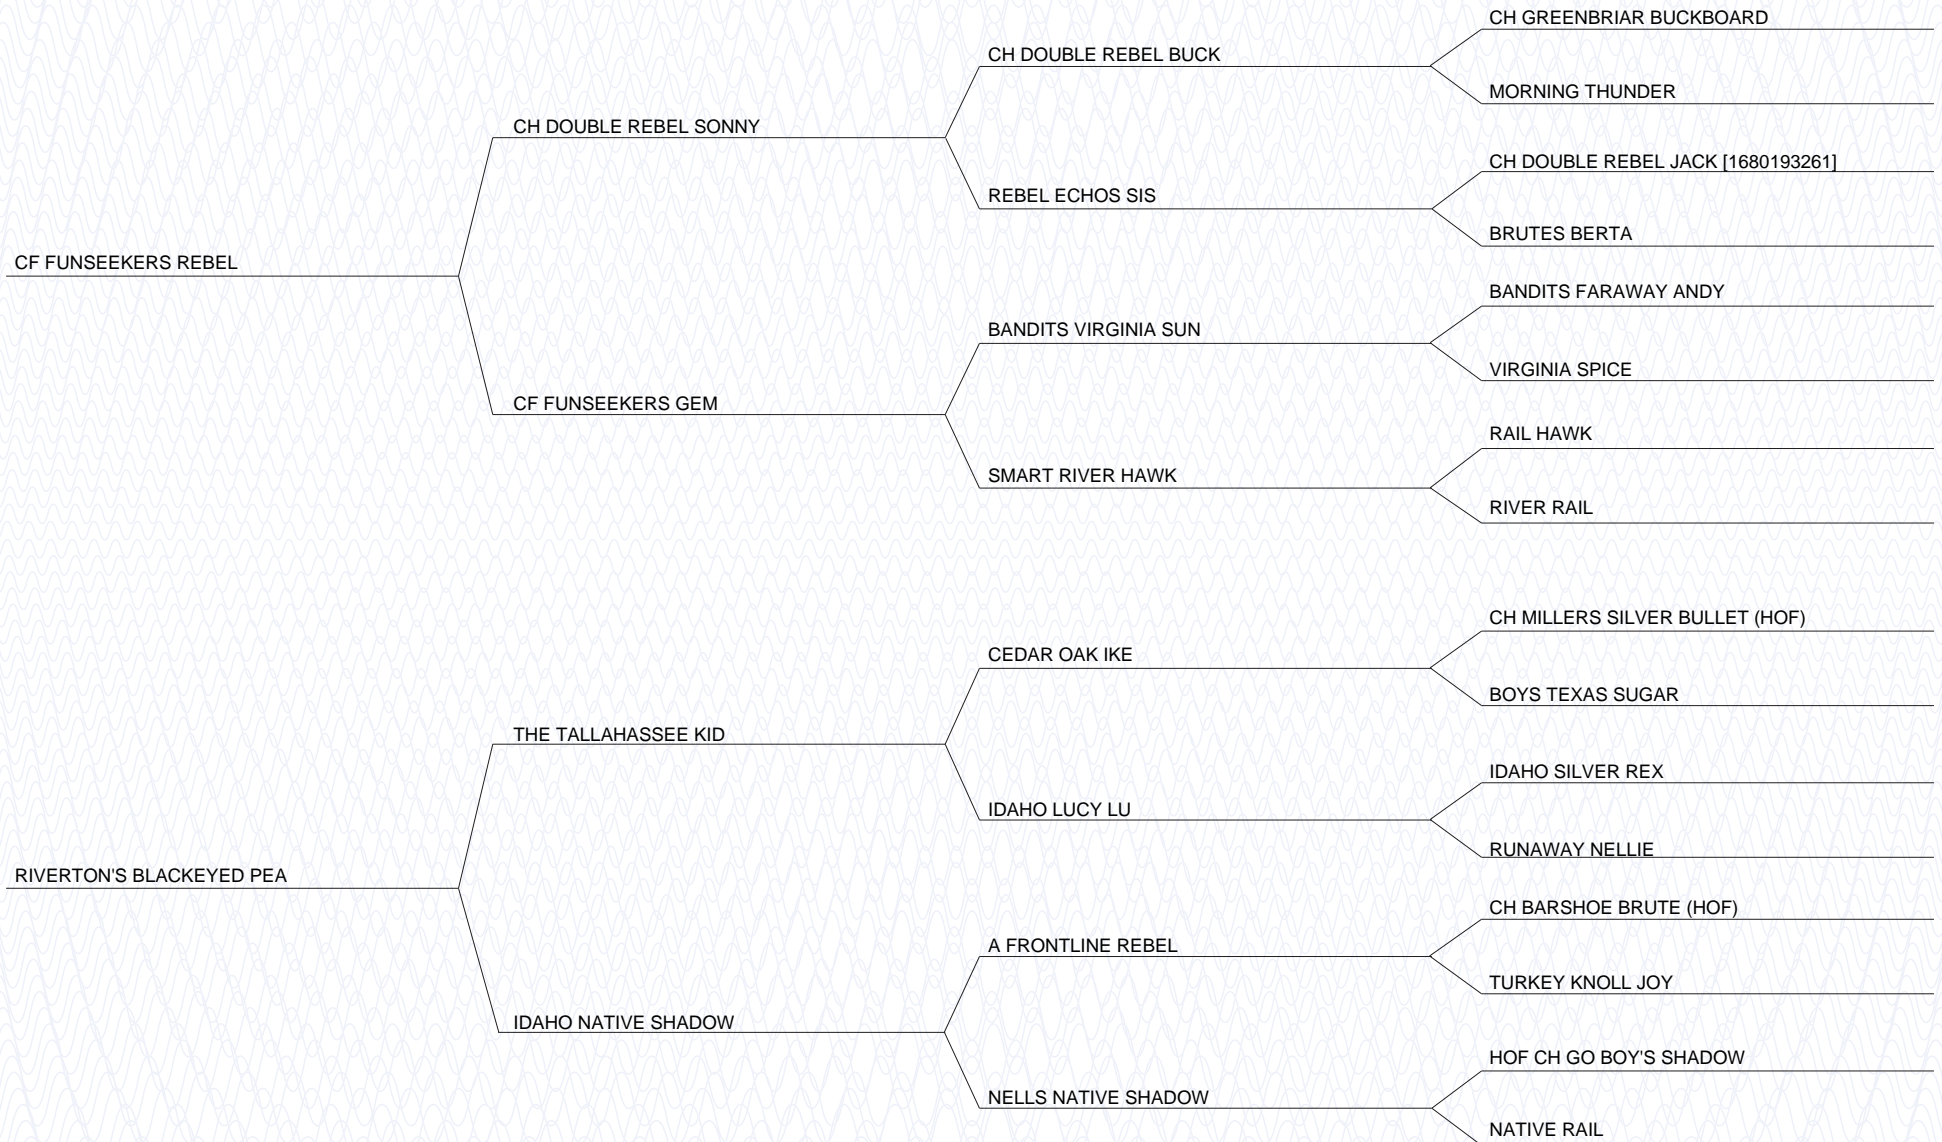 CH GREENBRIAR BUCKBOARD
CH DOUBLE REBEL BUCK
MORNING THUNDER
CH DOUBLE REBEL SONNY
CH DOUBLE REBEL JACK [1680193261]
REBEL ECHOS SIS
BRUTES BERTA
CF FUNSEEKERS REBEL
BANDITS FARAWAY ANDY
BANDITS VIRGINIA SUN
VIRGINIA SPICE
CF FUNSEEKERS GEM
RAIL HAWK
SMART RIVER HAWK
RIVER RAIL
CH MILLERS SILVER BULLET (HOF)
CEDAR OAK IKE
BOYS TEXAS SUGAR
THE TALLAHASSEE KID
IDAHO SILVER REX
IDAHO LUCY LU
RUNAWAY NELLIE
RIVERTON'S BLACKEYED PEA
CH BARSHOE BRUTE (HOF)
A FRONTLINE REBEL
TURKEY KNOLL JOY
IDAHO NATIVE SHADOW
HOF CH GO BOY'S SHADOW
NELLS NATIVE SHADOW
NATIVE RAIL